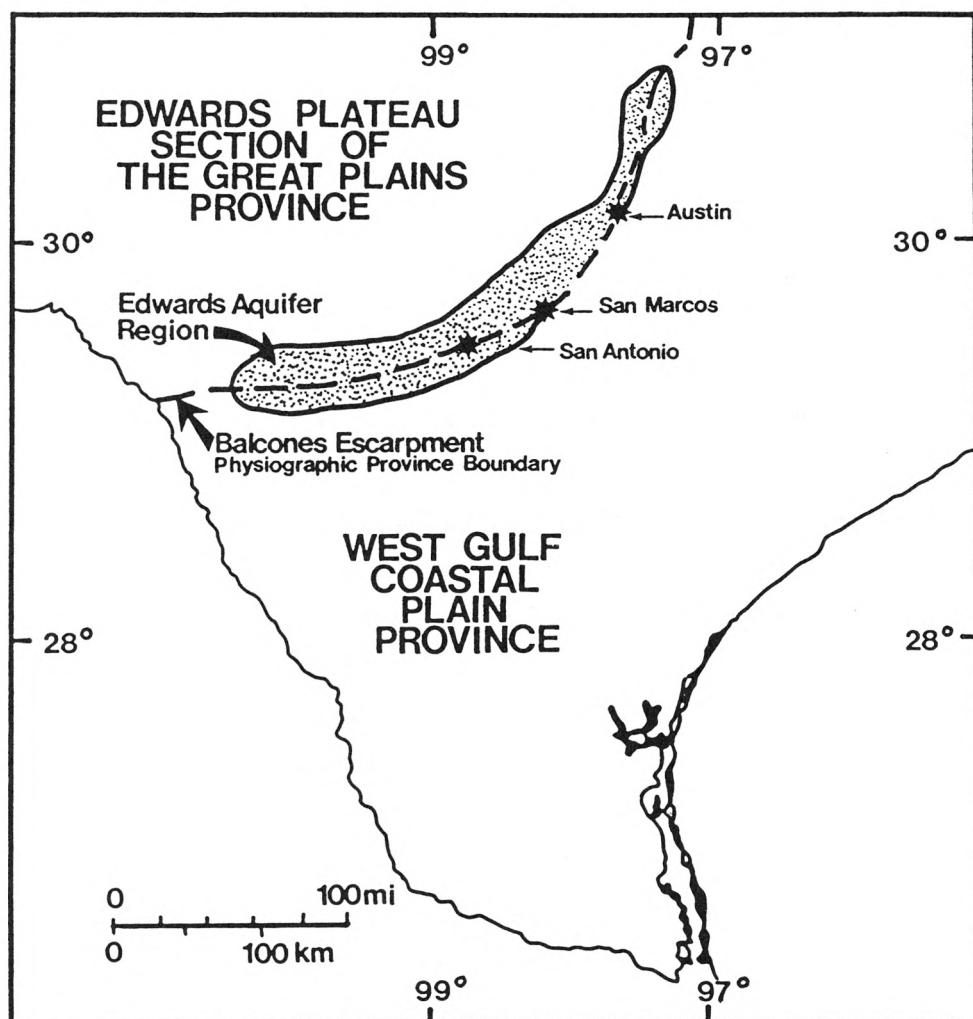 99°
97°
EDWARDS PLATEAU
SECTION OF
THE GREAT PLAINS
PROVINCE
Austin
30°
30°
Edwards Aquifer
Region
San Marcos
San Antonio
Balcones Escarpment
Physiographic Province Boundary
WEST GULF
COASTAL
PLAIN
PROVINCE
28°
28°
0
100mi
0
100 km
99°
97°